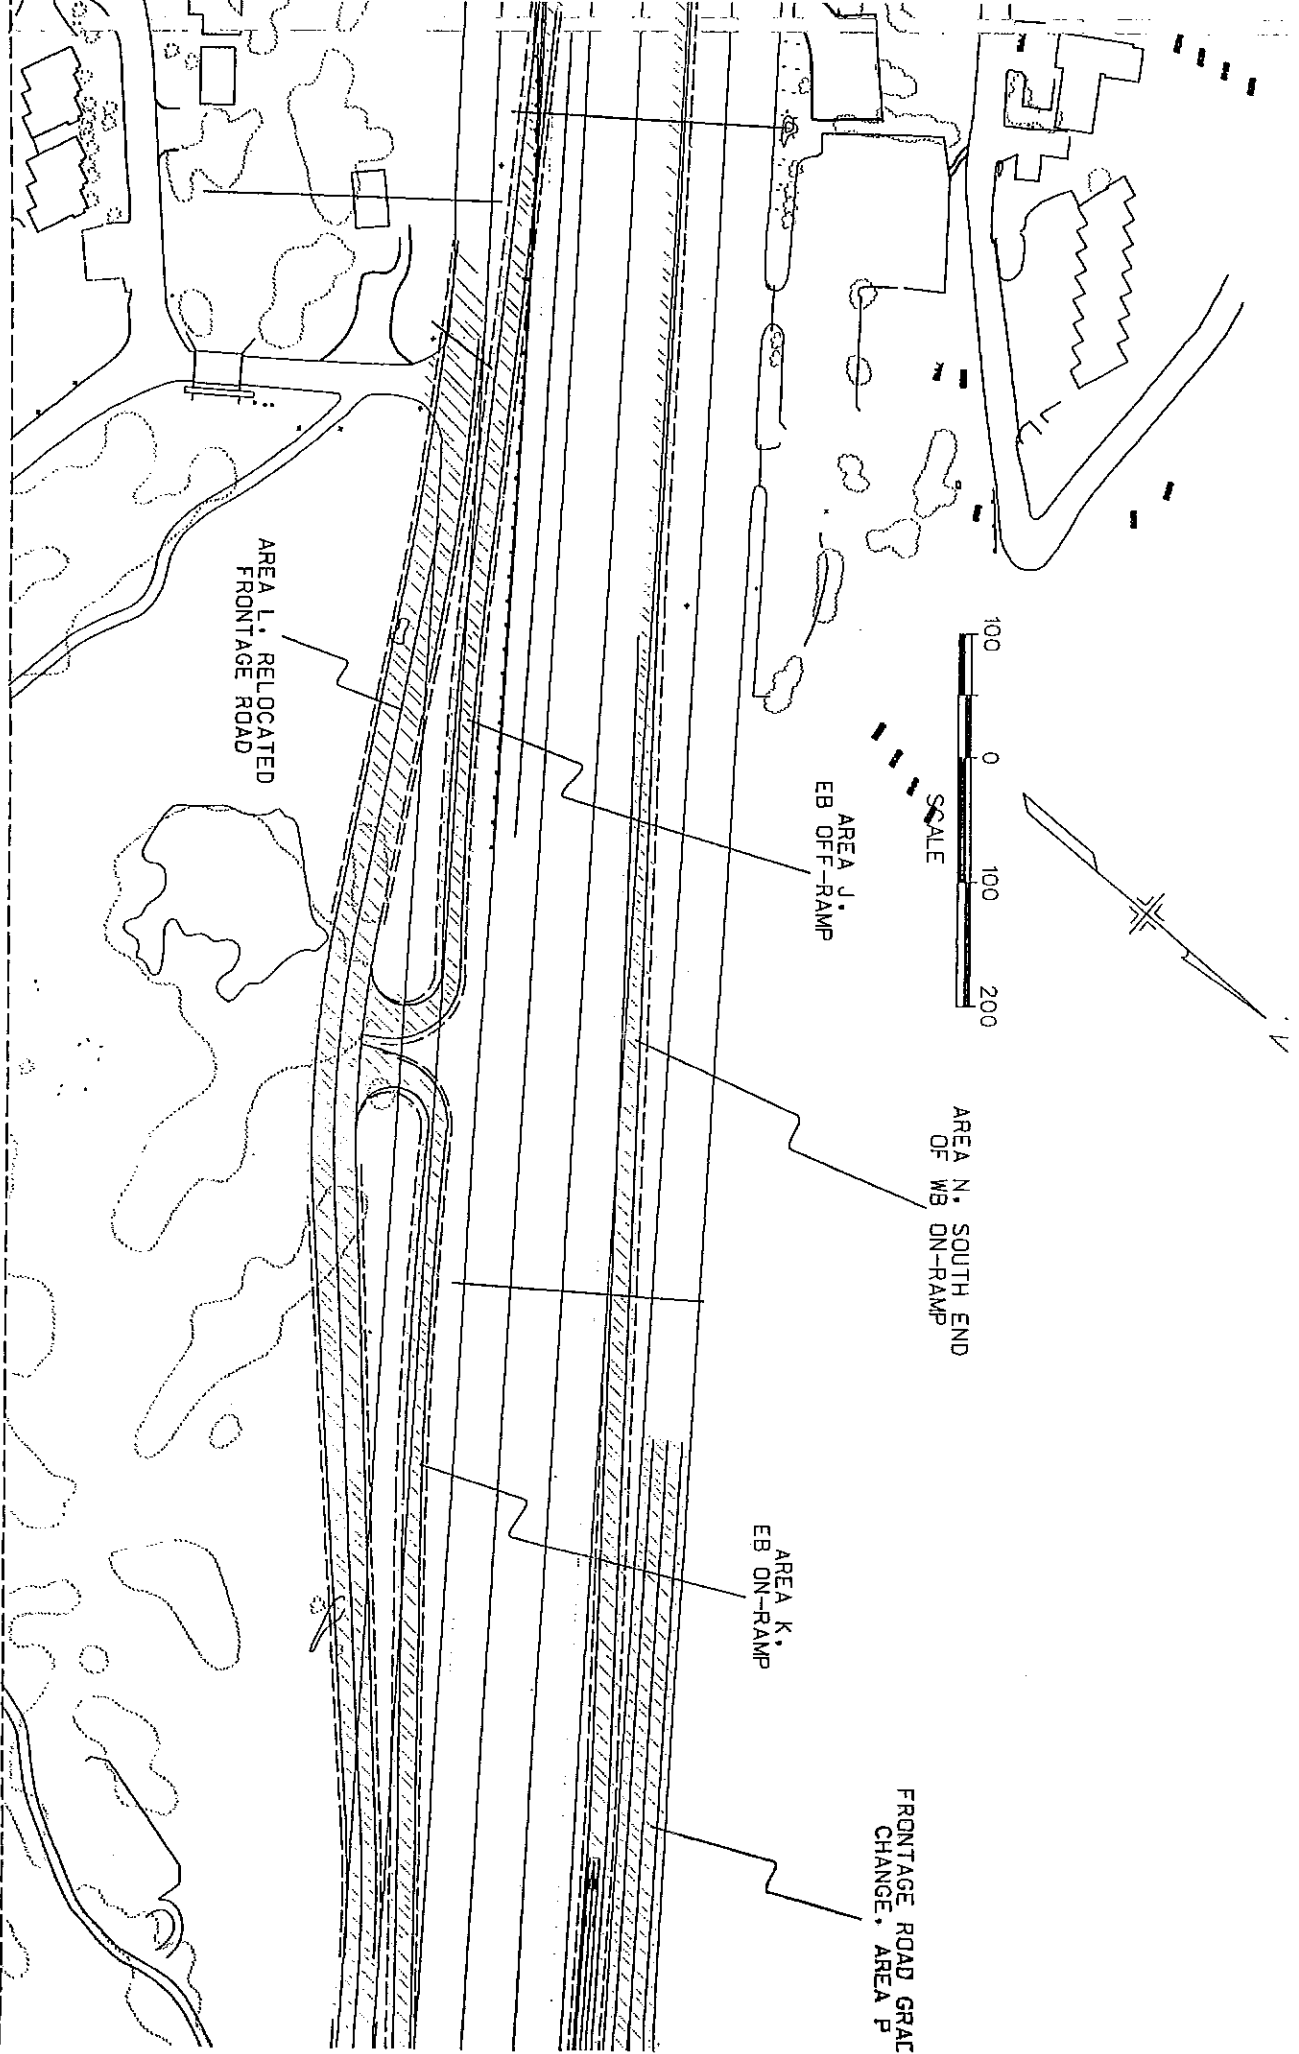 AREA L, RELOCATED
FRONTAGE ROAD
AREA J,
EB OFF-RAMP
100
0
100
200
SCALE
AREA N, SOUTH END
OF WB ON-RAMP
AREA K,
EB ON-RAMP
FRONTAGE ROAD GRAD
CHANGE, AREA P